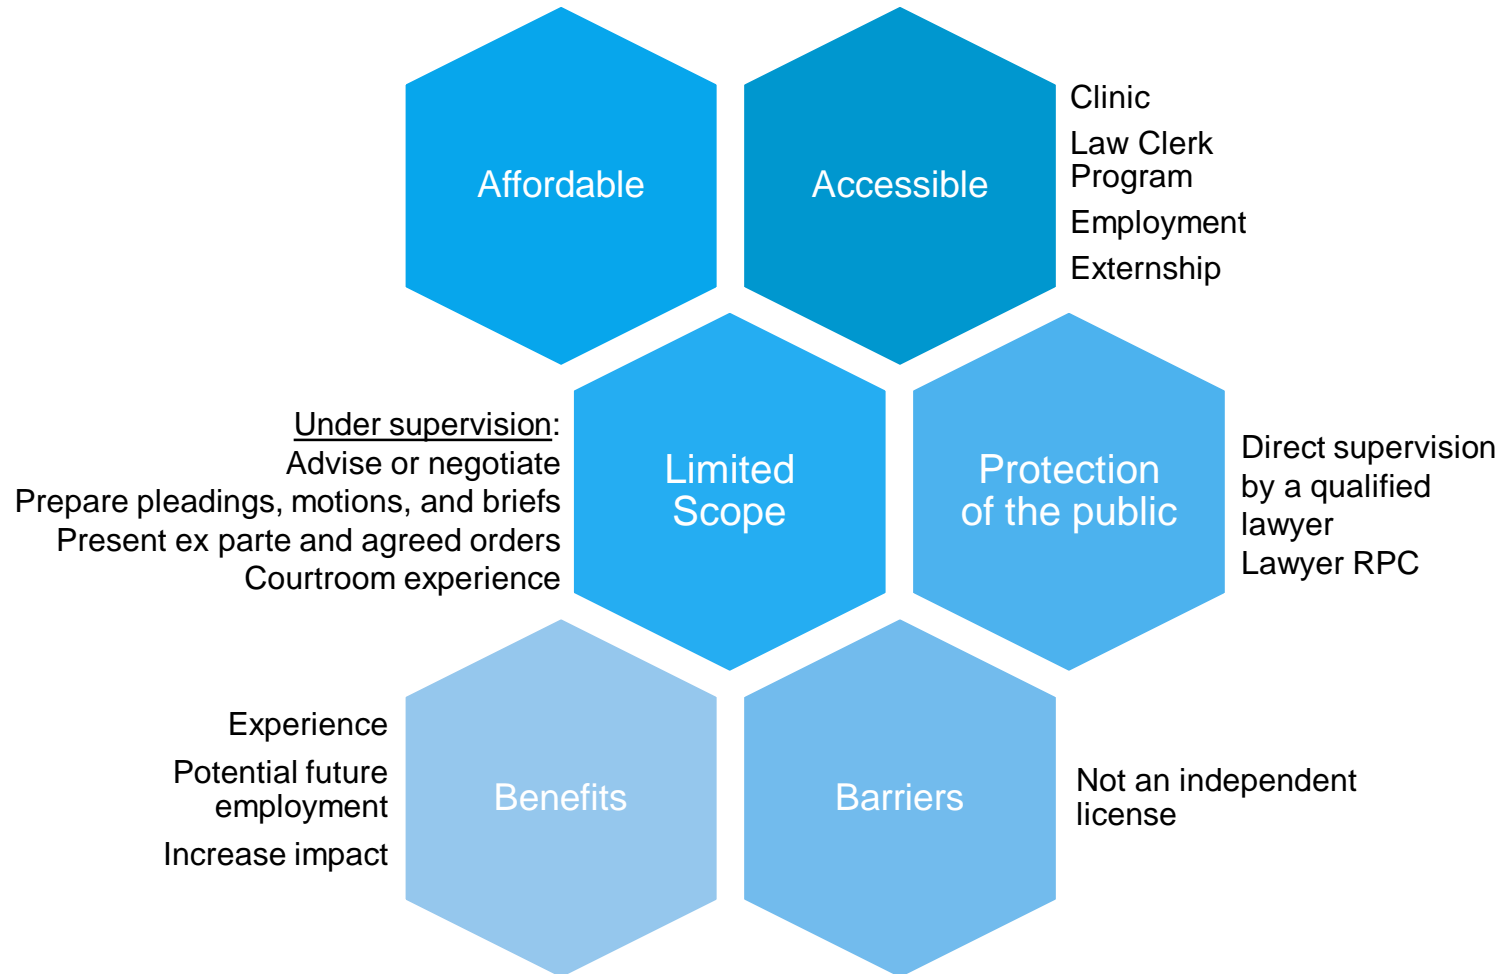 Affordable
Accessible
Clinic
Law Clerk
Program
Employment
Externship
Under supervision:
Advise or negotiate
Prepare pleadings, motions, and briefs
Present ex parte and agreed orders
Courtroom experience
Limited
Scope
Protection
of the public
Direct supervision
by a qualified
lawyer
Lawyer RPC
Experience
Potential future
employment
Increase impact
Benefits
Barriers
Not an independent
license